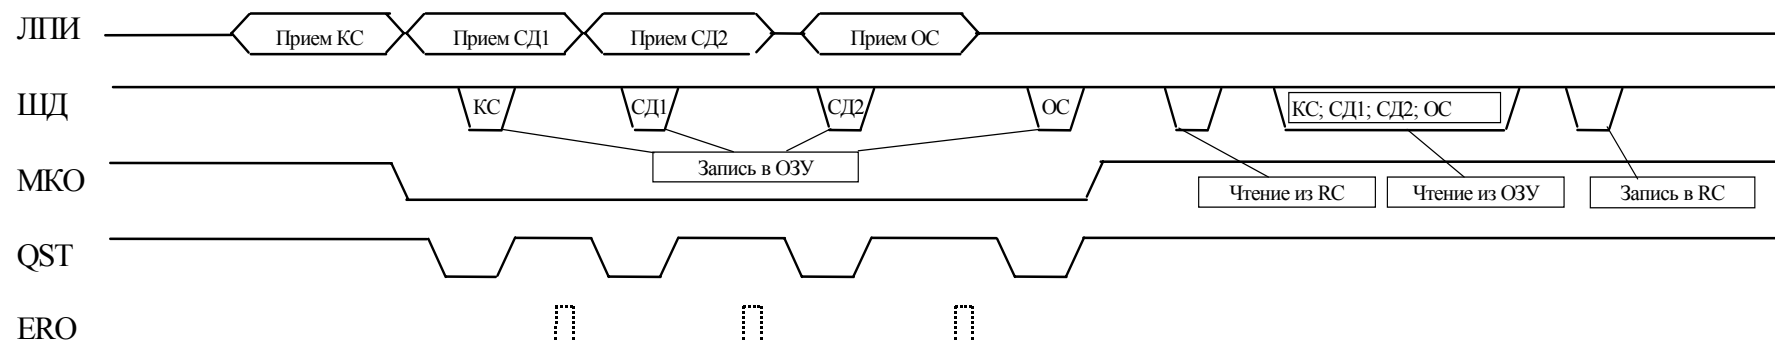 ЛПИ
Прием КС
Прием СД1
Прием СД2
Прием ОС
ШД
КС
СД1
СД2
ОС
КС; СД1; СД2; ОС
Запись в ОЗУ
МКО
Чтение из RC
Чтение из ОЗУ
Запись в RC
QST
ERO